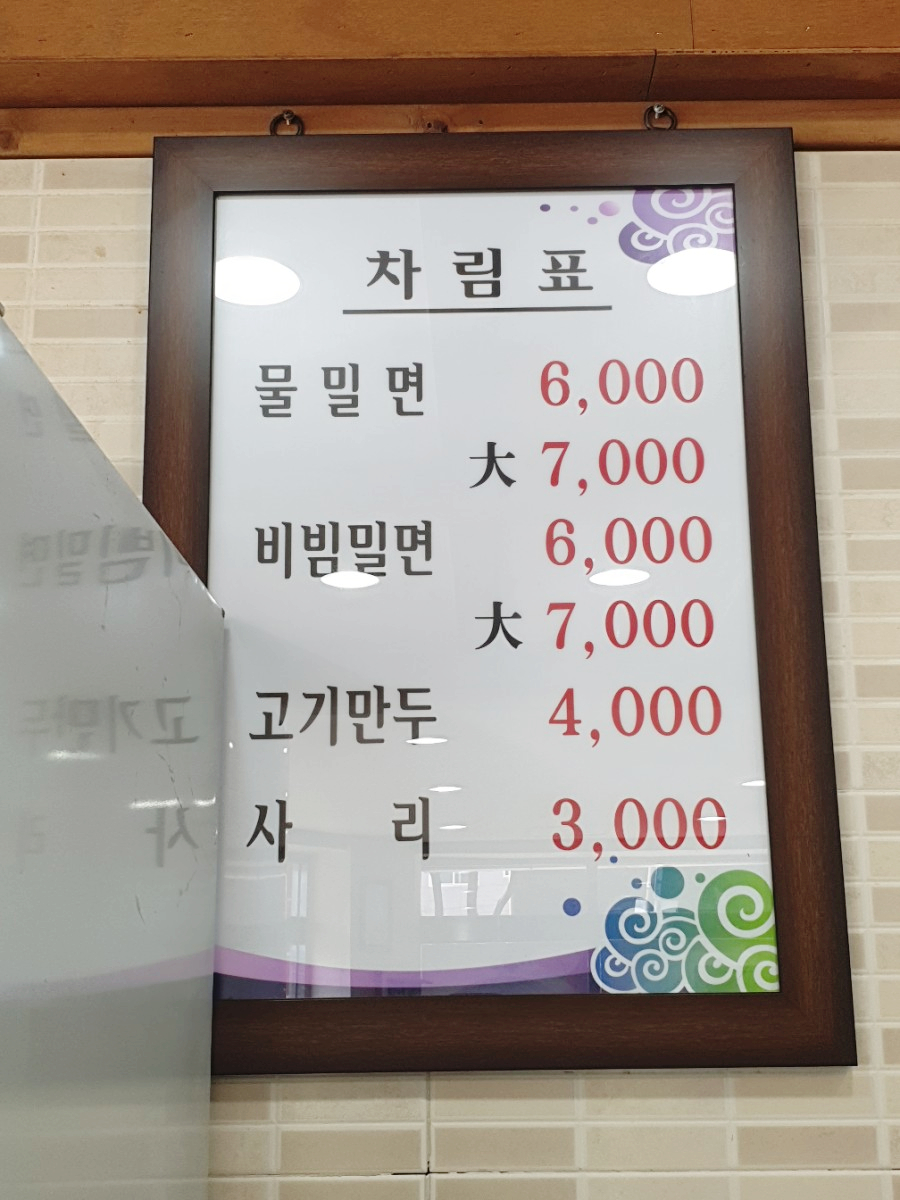 차 림 표
물 밀 면 6,000
大 7,000
비빔밀면 6,000
大 7,000
고기만두 4,000
사 리 3,000